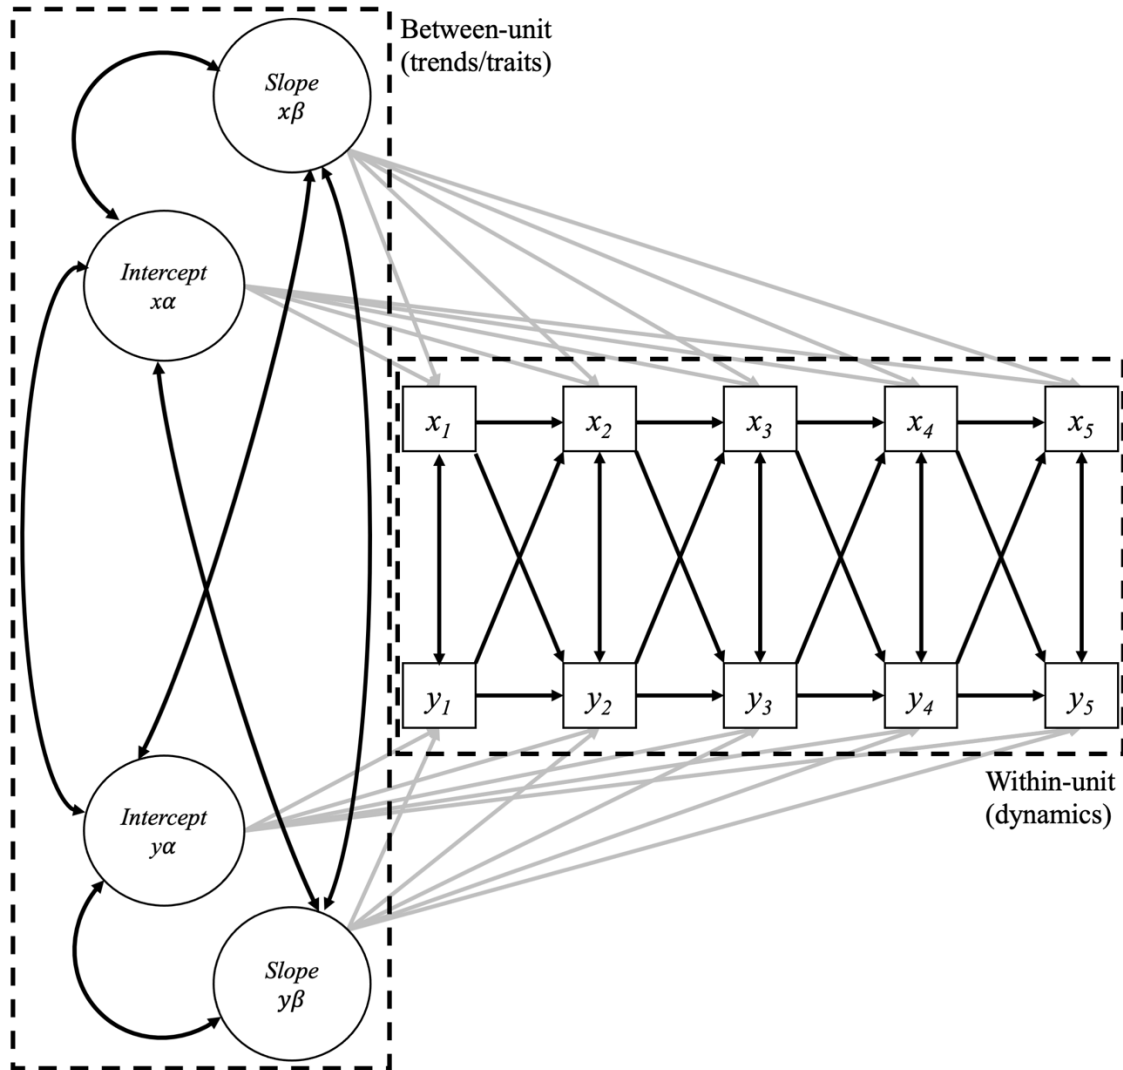 Between-unit
(trends/traits)
Slope
xβ
Intercept
xα
x₁
x₂
x₃
x₄
x₅
y₁
y₂
y₃
y₄
y₅
Within-unit
(dynamics)
Intercept
yα
Slope
yβ